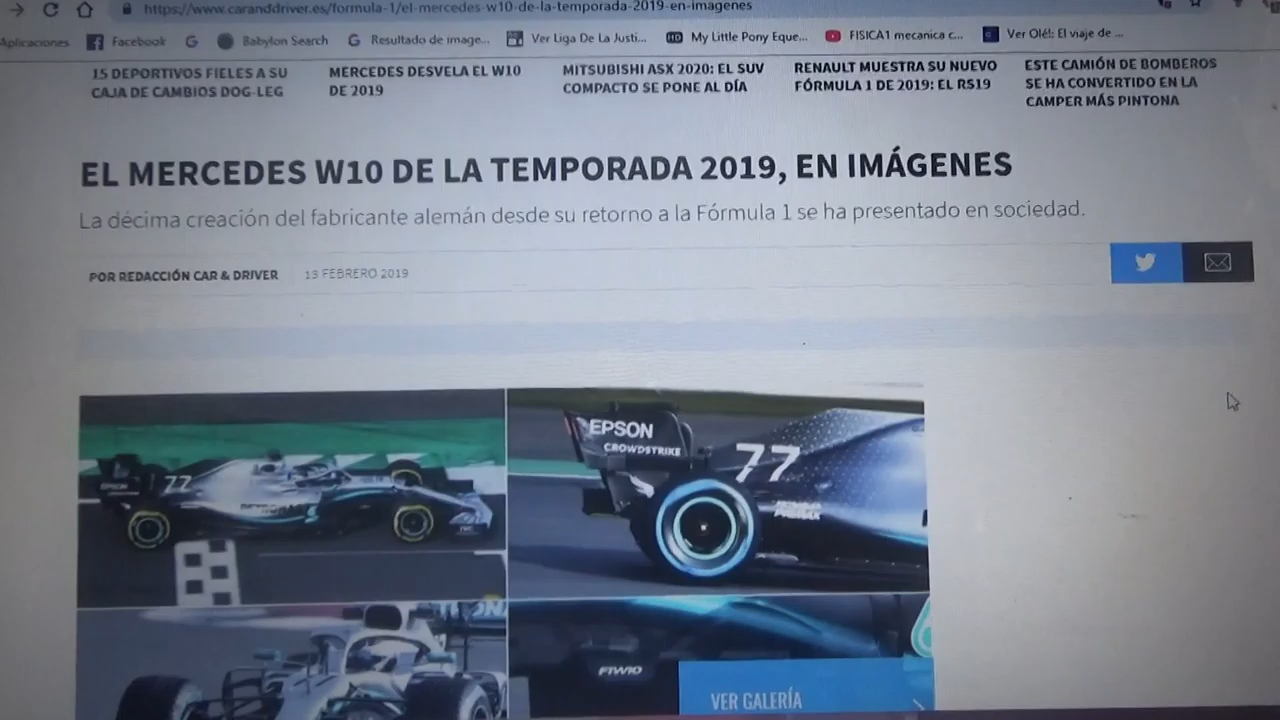 https://www.caranddriver.es/formula-1/el-mercedes-w10-de-la-temporada-2019-en-imagenes
Aplicaciones Facebook Babylon Search Resultado de image... Ver Liga De La Justi... My Little Pony Eque... FISICA1 mecanica c... Ver Olé!: El viaje de ...
15 DEPORTIVOS FIELES A SU
CAJA DE CAMBIOS DOG-LEG
MERCEDES DESVELA EL W10
DE 2019
MITSUBISHI ASX 2020: EL SUV
COMPACTO SE PONE AL DÍA
RENAULT MUESTRA SU NUEVO
FÓRMULA 1 DE 2019: EL RS19
ESTE CAMIÓN DE BOMBEROS
SE HA CONVERTIDO EN LA
CAMPER MÁS PINTONA
EL MERCEDES W10 DE LA TEMPORADA 2019, EN IMÁGENES
La décima creación del fabricante alemán desde su retorno a la Fórmula 1 se ha presentado en sociedad.
POR REDACCIÓN CAR & DRIVER 13 FEBRERO 2019
EPSON
77
PETRONAS
EPSON
CROWDSTRIKE
77
F1W10
VER GALERÍA